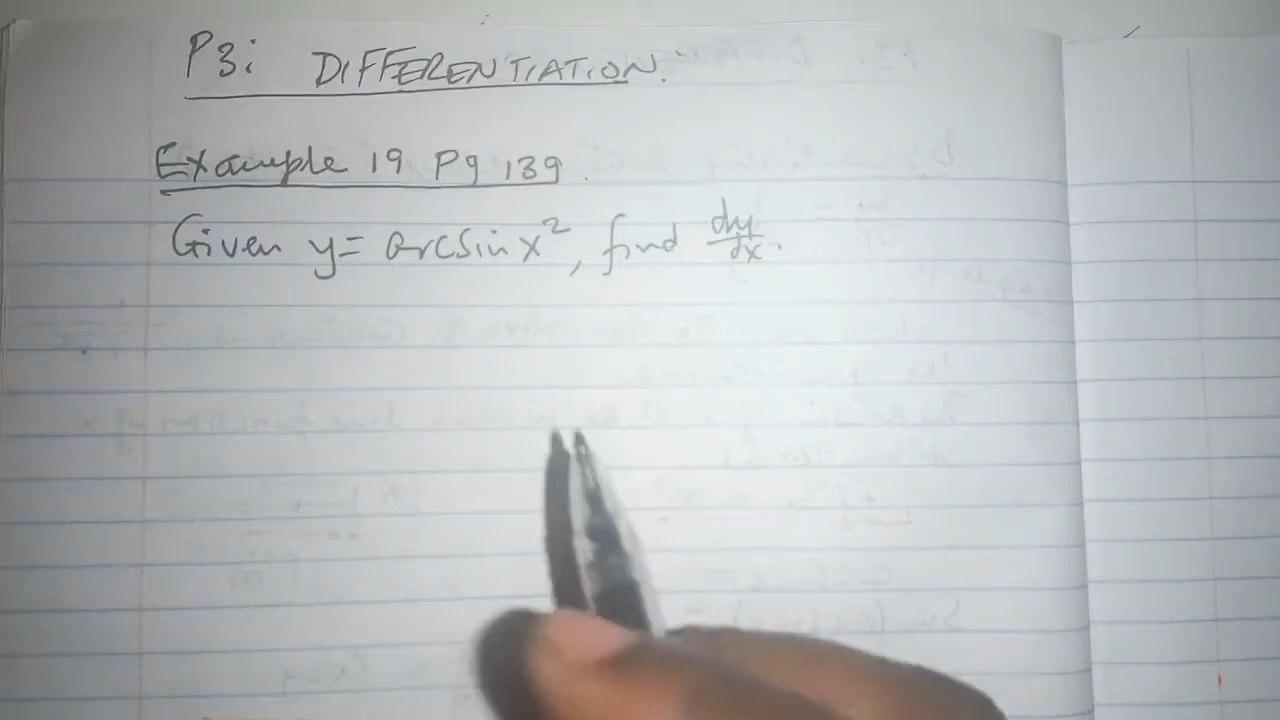 P3: DIFFERENTIATION.
Example 19 Pg 139.
Given y = arcsin x², find dy/dx.